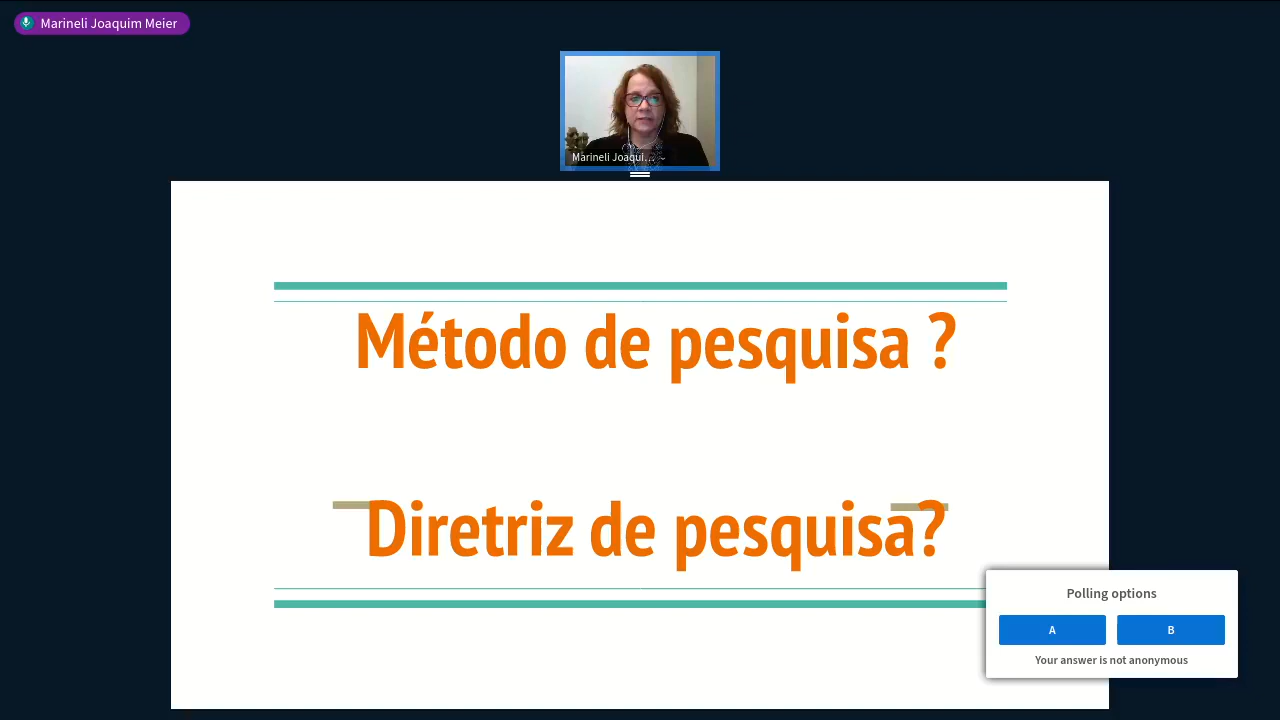 Marineli Joaquim Meier
Marineli Joaqui...
Método de pesquisa ?
Diretriz de pesquisa?
Polling options
A
B
Your answer is not anonymous